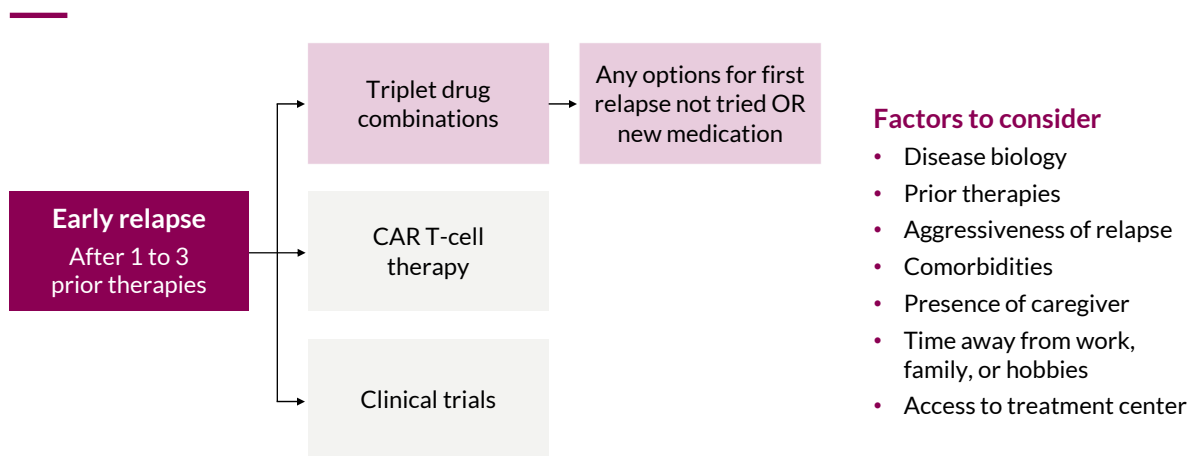 Triplet drug
combinations
Any options for first
relapse not tried OR
new medication
Early relapse
After 1 to 3
prior therapies
CAR T-cell
therapy
Clinical trials
Factors to consider
• Disease biology
• Prior therapies
• Aggressiveness of relapse
• Comorbidities
• Presence of caregiver
• Time away from work,
family, or hobbies
• Access to treatment center